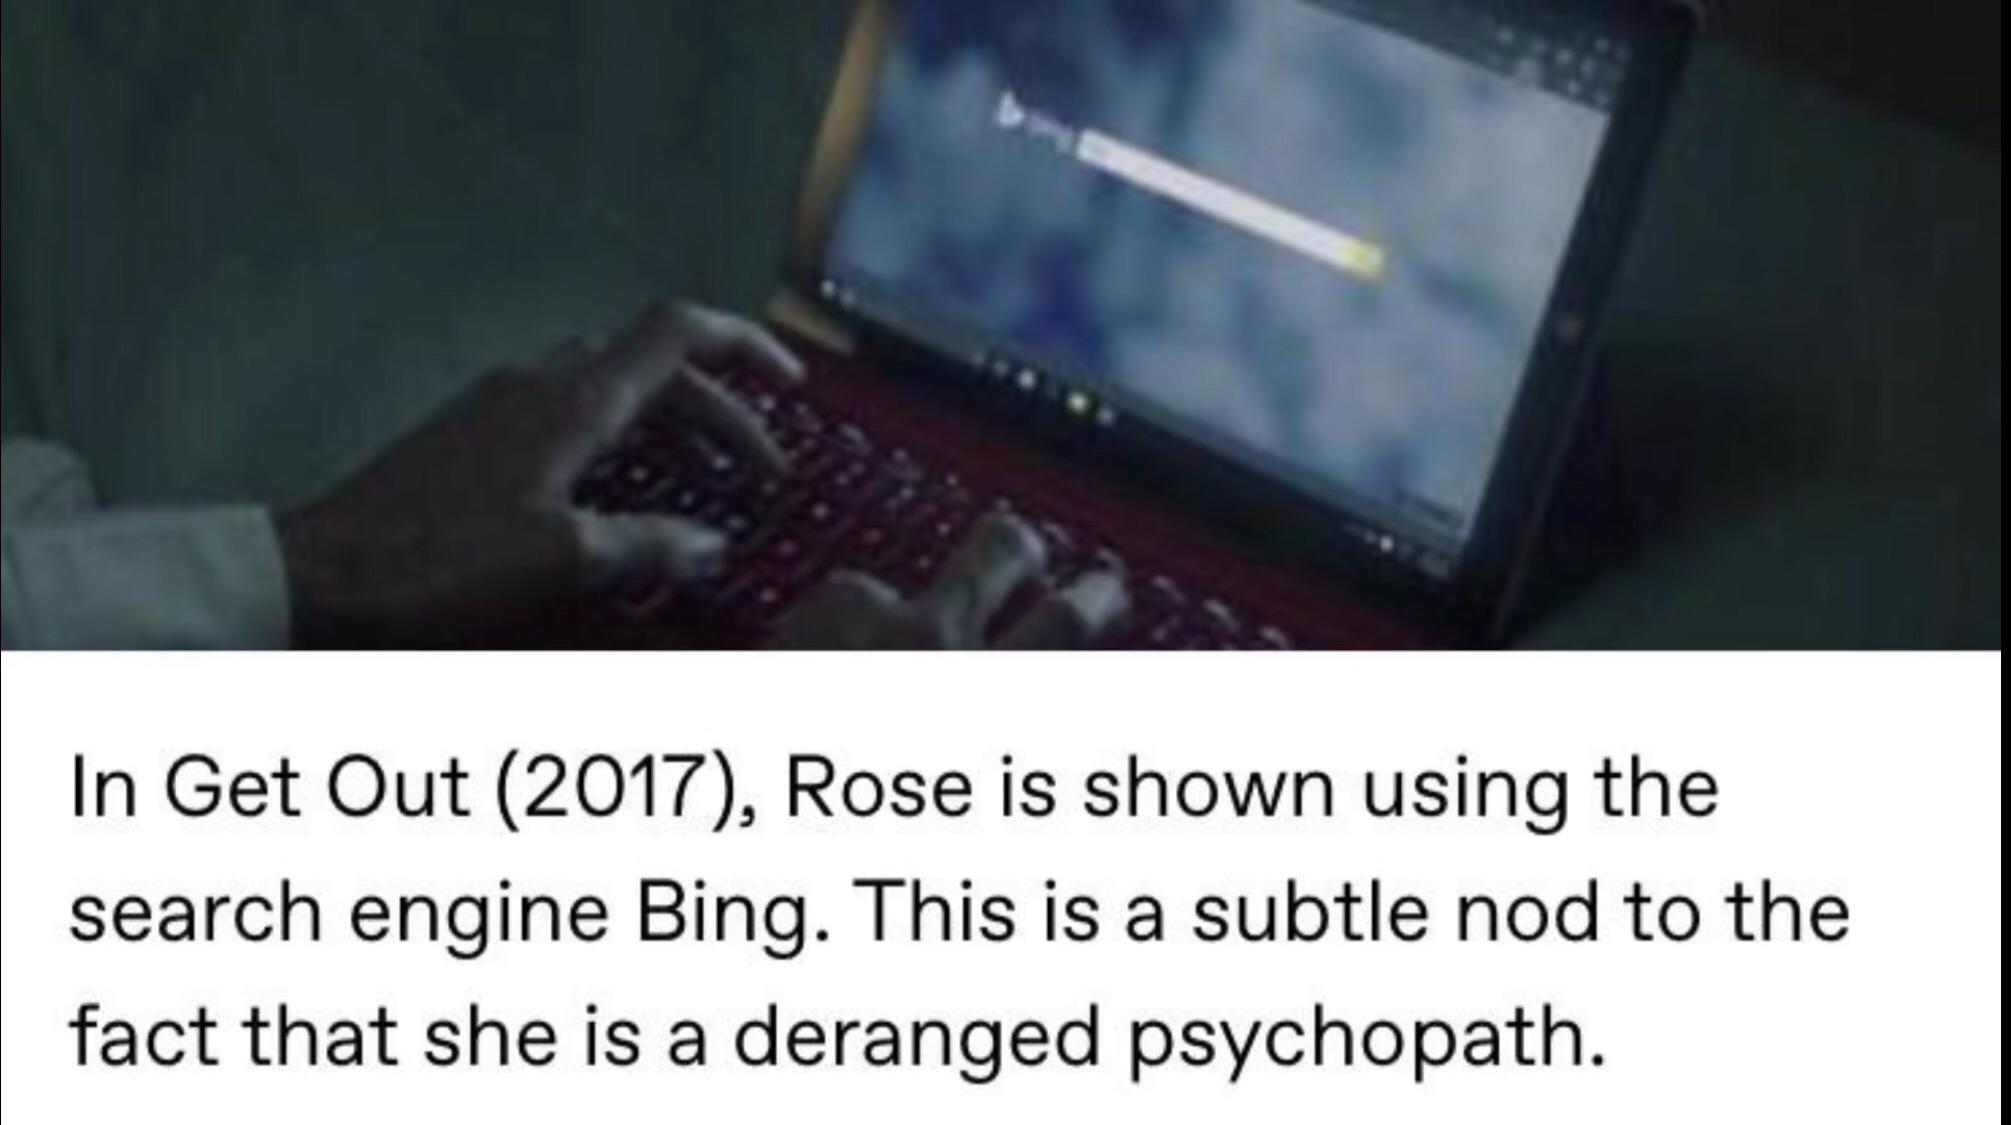 In Get Out (2017), Rose is shown using the
search engine Bing. This is a subtle nod to the
fact that she is a deranged psychopath.